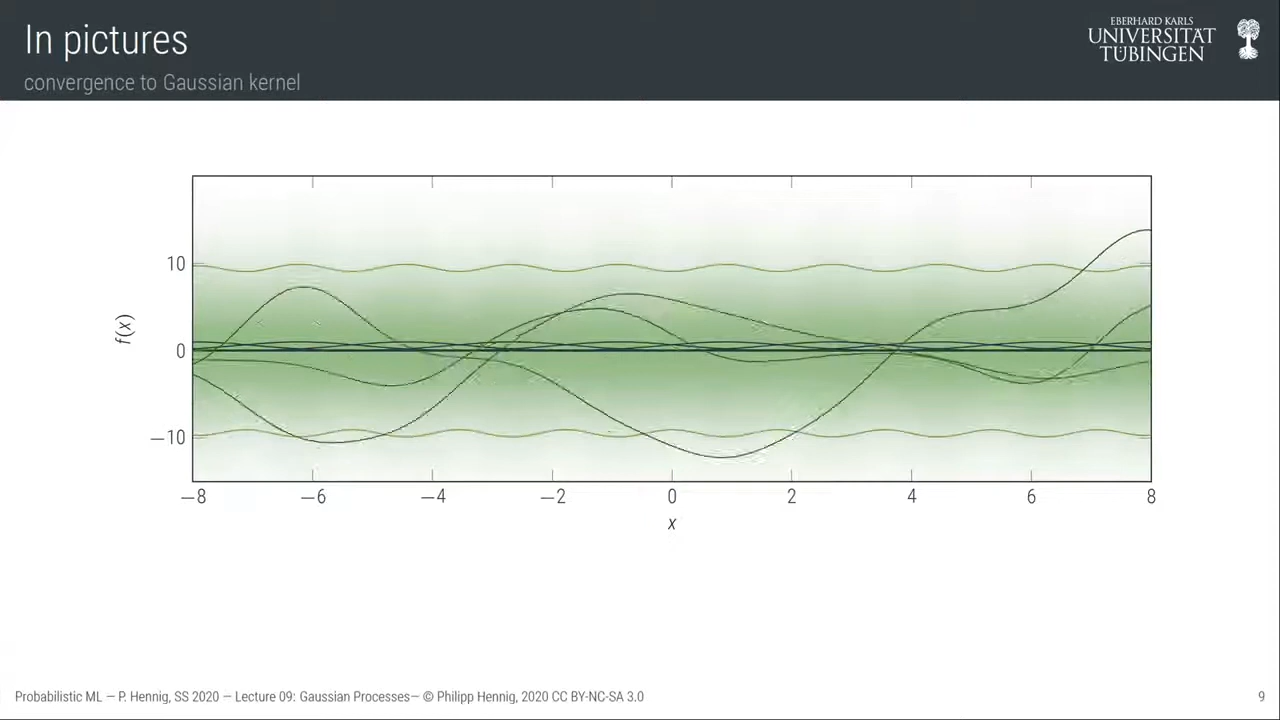 In pictures
convergence to Gaussian kernel
EBERHARD KARLS
UNIVERSITÄT
TÜBINGEN
10
f(x)
0
−10
−8 −6 −4 −2 0 2 4 6 8
x
Probabilistic ML — P. Hennig, SS 2020 — Lecture 09: Gaussian Processes— © Philipp Hennig, 2020 CC BY-NC-SA 3.0
9